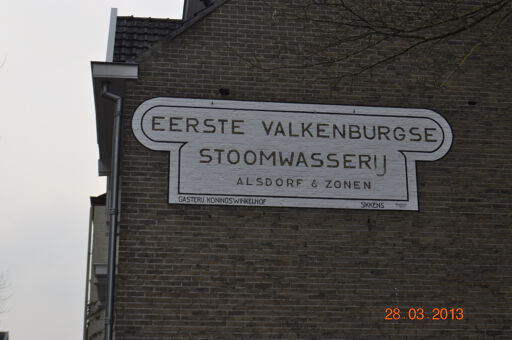 EERSTE VALKENBURGSE
STOOMWASSERIJ
ALSDORF & ZONEN
GASTERIJ KONINGSWINKELHOF
SIKKENS
28.03.2013